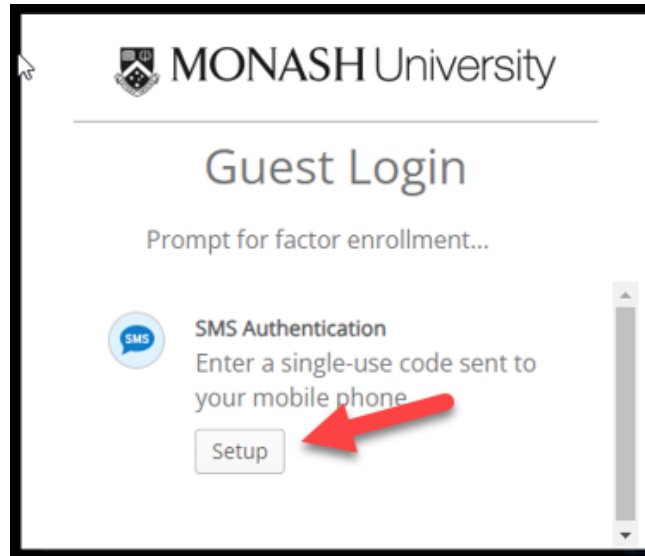 MONASH University
Guest Login
Prompt for factor enrollment...
SMS
SMS Authentication
Enter a single-use code sent to
your mobile phone
Setup